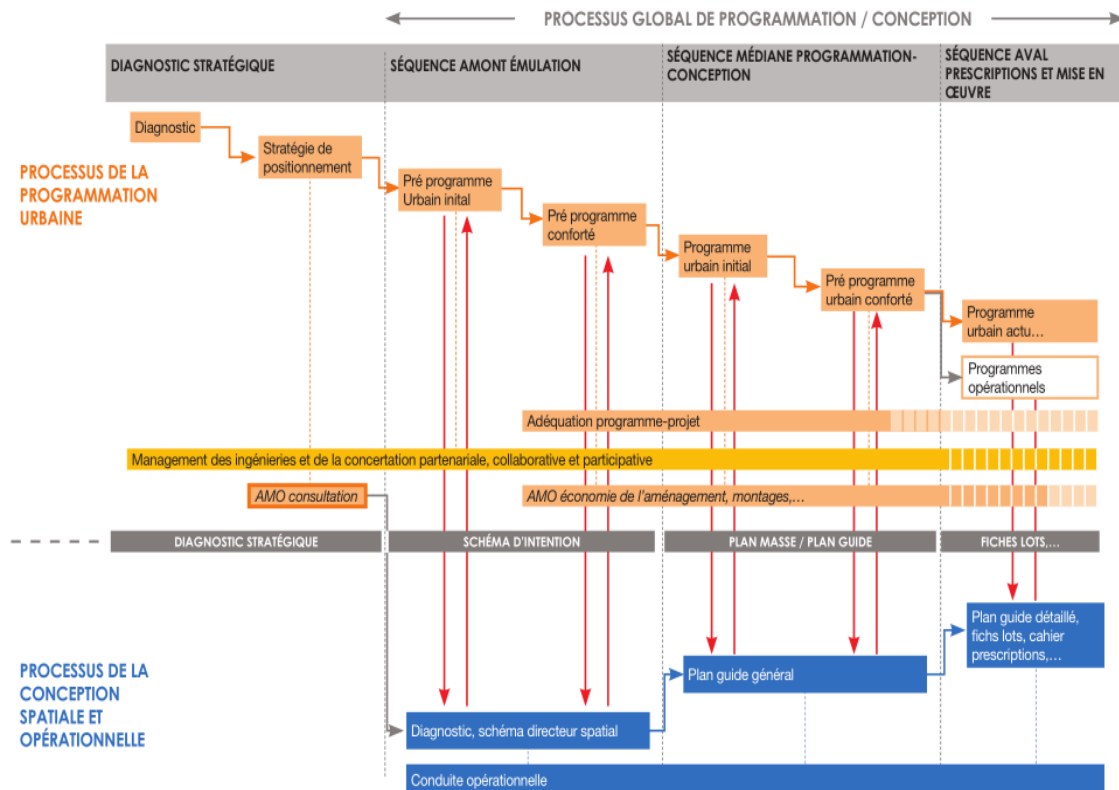 PROCESSUS GLOBAL DE PROGRAMMATION / CONCEPTION
DIAGNOSTIC STRATÉGIQUE
SÉQUENCE AMONT ÉMULATION
SÉQUENCE MÉDIANE PROGRAMMATION-
CONCEPTION
SÉQUENCE AVAL
PRESCRIPTIONS ET MISE EN
ŒUVRE
PROCESSUS DE LA
PROGRAMMATION
URBAINE
Diagnostic
Stratégie de
positionnement
Pré programme
Urbain inital
Pré programme
conforté
Programme
urbain initial
Pré programme
urbain conforté
Programme
urbain actu...
Programmes
opérationnels
Adéquation programme-projet
Management des ingénieries et de la concertation partenariale, collaborative et participative
AMO consultation
AMO économie de l'aménagement, montages,...
DIAGNOSTIC STRATÉGIQUE
SCHÉMA D'INTENTION
PLAN MASSE / PLAN GUIDE
FICHES LOTS,...
PROCESSUS DE LA
CONCEPTION
SPATIALE ET
OPÉRATIONNELLE
Diagnostic, schéma directeur spatial
Plan guide général
Plan guide détaillé,
fichs lots, cahier
prescriptions,...
Conduite opérationnelle